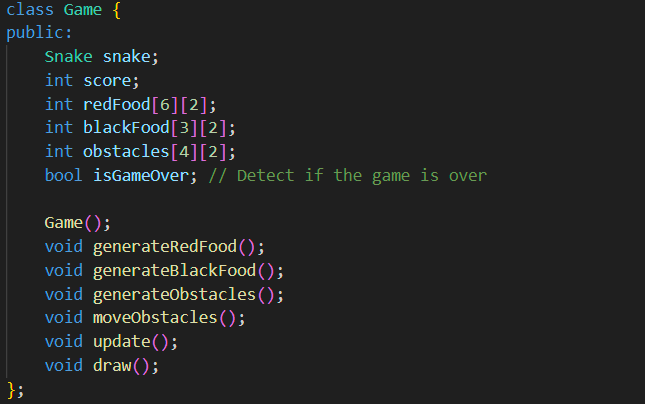 class Game {
public:
    Snake snake;
    int score;
    int redFood[6][2];
    int blackFood[3][2];
    int obstacles[4][2];
    bool isGameOver; // Detect if the game is over

    Game();
    void generateRedFood();
    void generateBlackFood();
    void generateObstacles();
    void moveObstacles();
    void update();
    void draw();
};